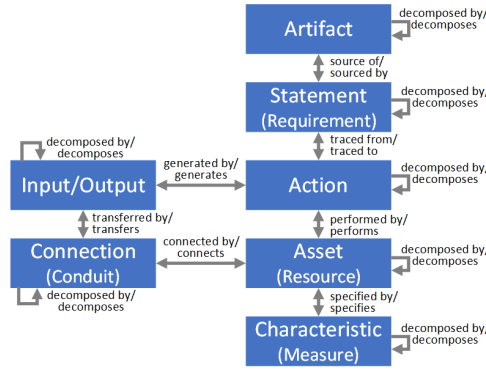 Artifact
decomposed by/
decomposes
source of/
sourced by
Statement
(Requirement)
decomposed by/
decomposes
traced from/
traced to
decomposed by/
decomposes
Input/Output
generated by/
generates
Action
decomposed by/
decomposes
transferred by/
transfers
performed by/
performs
Connection
(Conduit)
connected by/
connects
Asset
(Resource)
decomposed by/
decomposes
decomposed by/
decomposes
specified by/
specifies
Characteristic
(Measure)
decomposed by/
decomposes